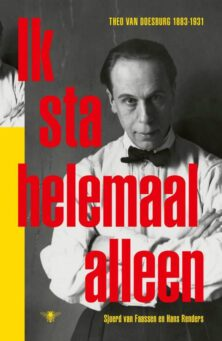 THEO VAN DOESBURG 1883-1931
Ik
sta
helemaal
alleen
Sjoerd van Faassen en Hans Renders